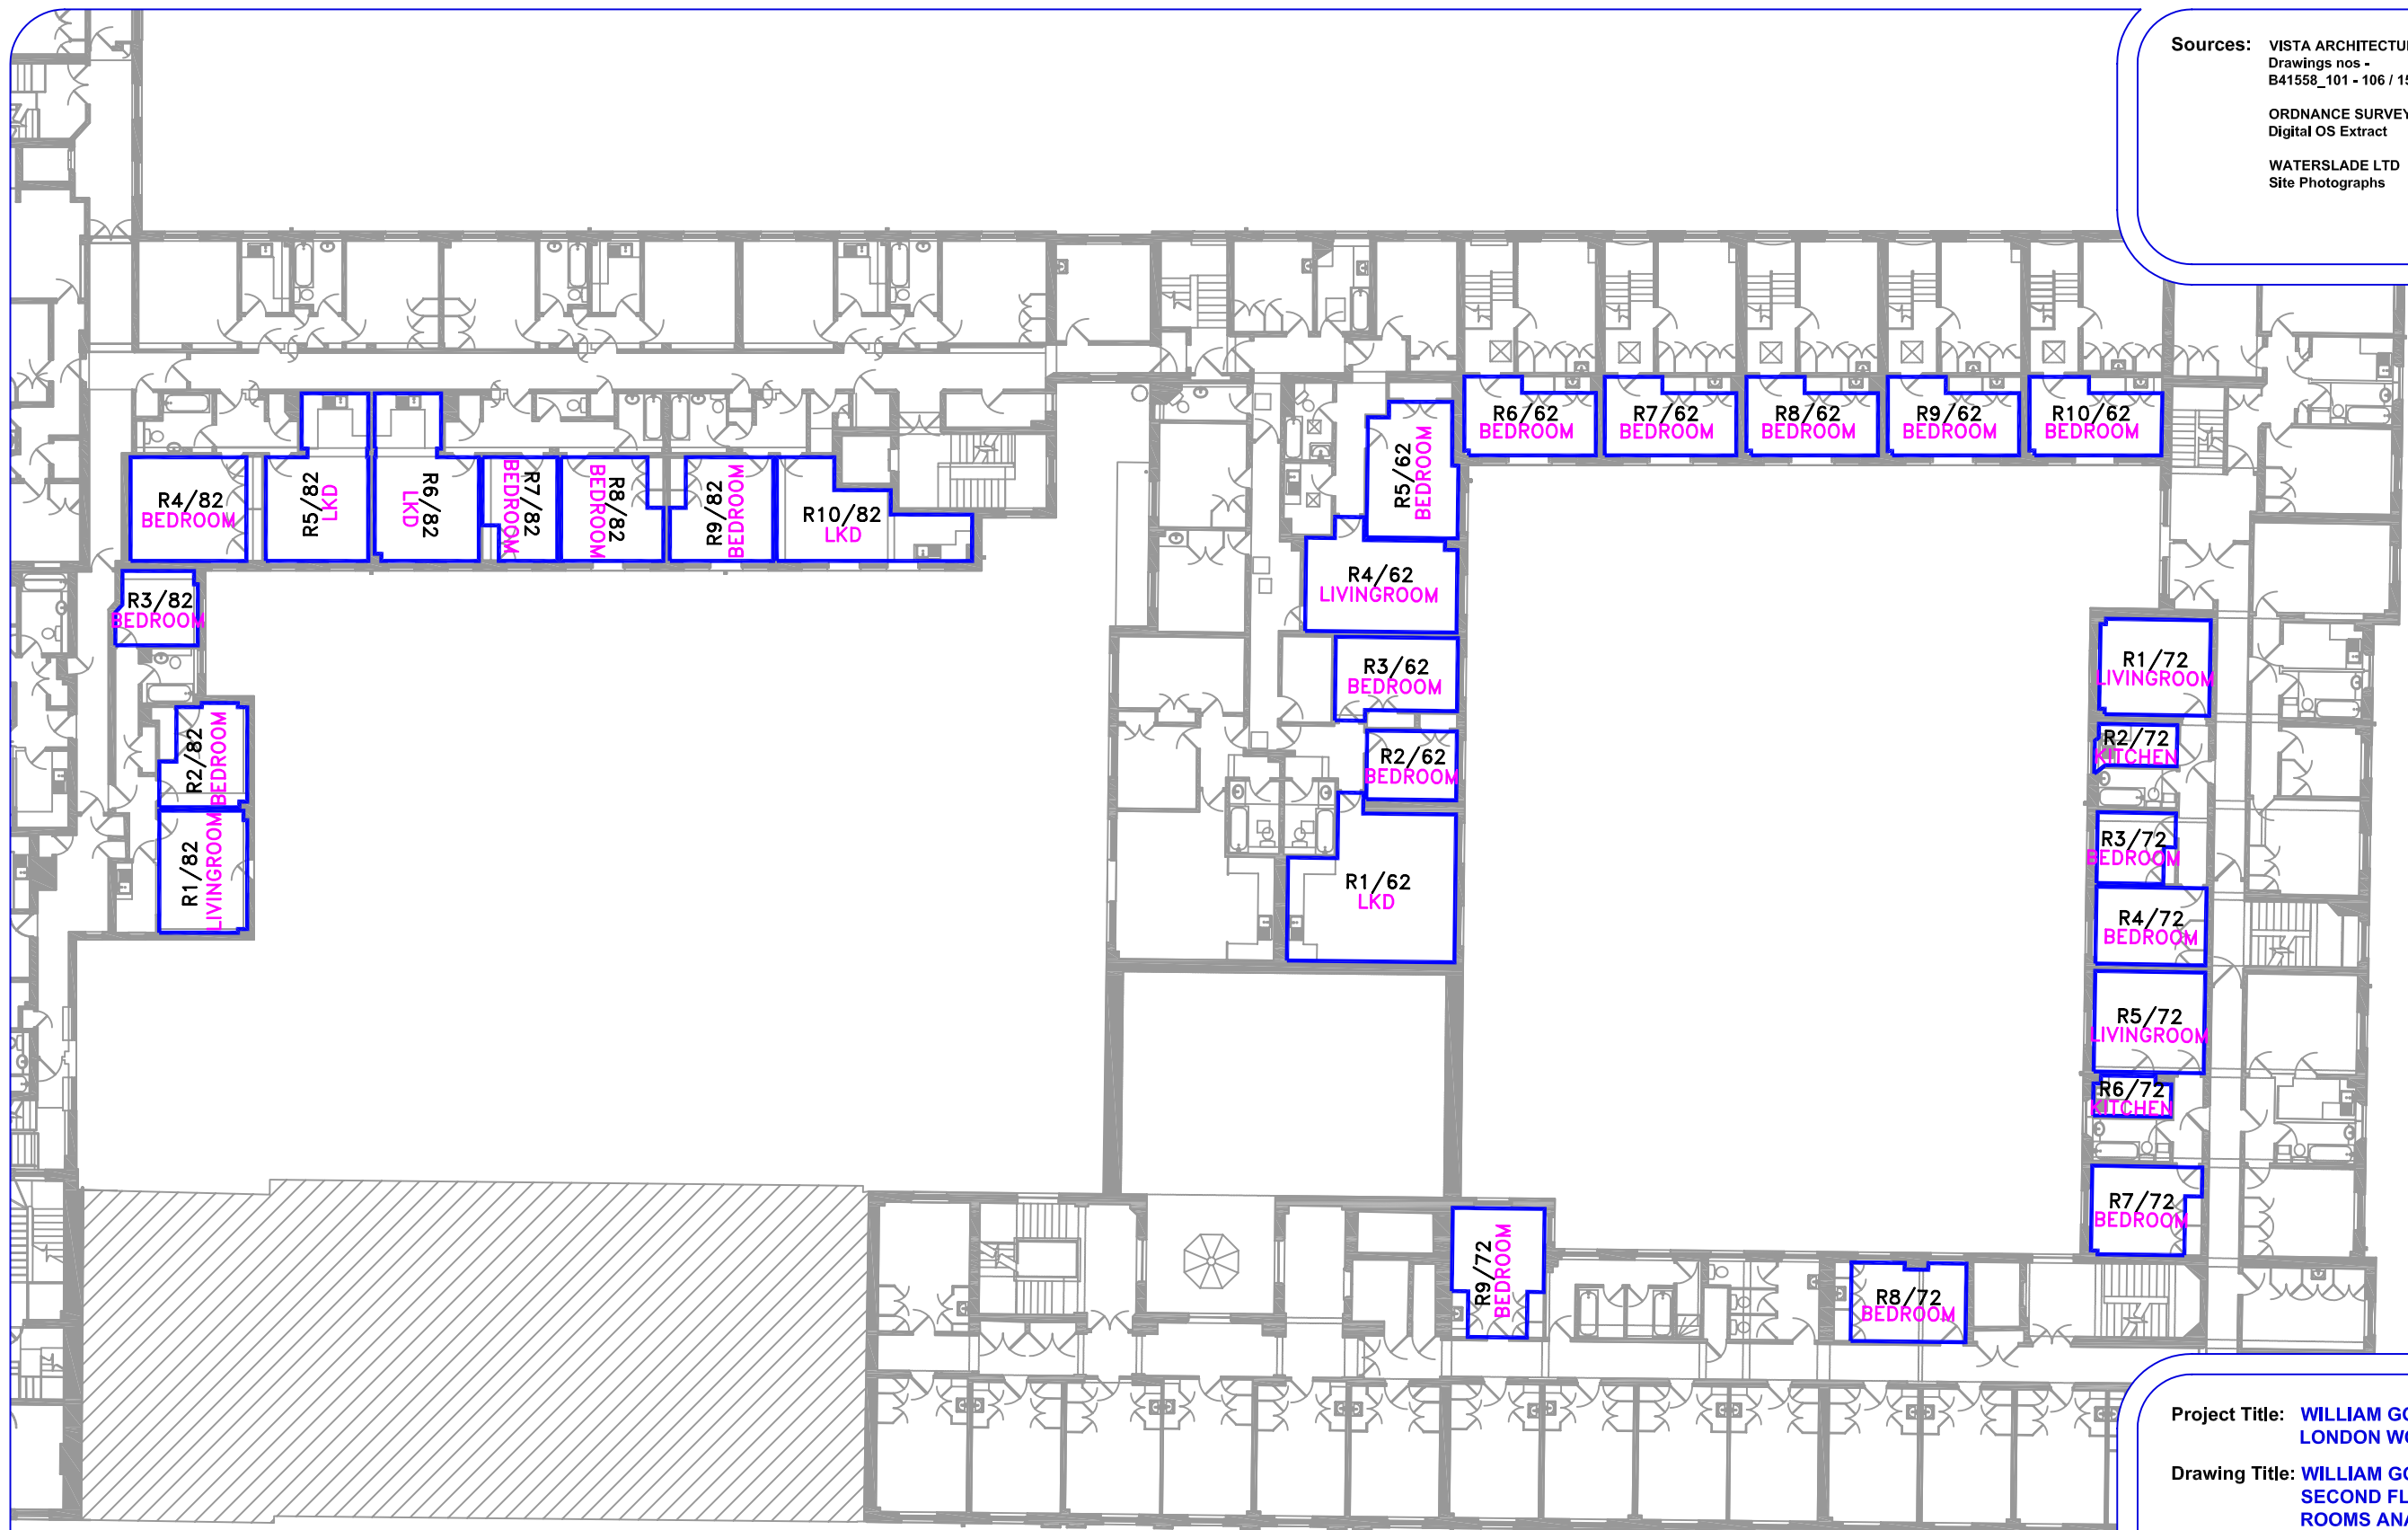 Sources: VISTA ARCHITECTU
Drawings nos -
B41558_101 - 106 /
ORDNANCE SURVEY
Digital OS Extract
WATERSLADE LTD
Site Photographs
R6/62
BEDROOM
R7/62
BEDROOM
R8/62
BEDROOM
R9/62
BEDROOM
R10/62
BEDROOM
R4/82
BEDROOM
R5/82
LKD
R6/82
LKD
R7/82
BEDROOM
R8/82
BEDROOM
R9/82
BEDROOM
R10/82
LKD
R5/62
BEDROOM
R3/82
BEDROOM
R4/62
LIVINGROOM
R3/62
BEDROOM
R2/62
BEDROOM
R1/62
LKD
R2/82
BEDROOM
R1/82
LIVINGROOM
R1/72
LIVINGROOM
R2/72
KITCHEN
R3/72
BEDROOM
R4/72
BEDROOM
R5/72
LIVINGROOM
R6/72
KITCHEN
R7/72
BEDROOM
R9/72
BEDROOM
R8/72
BEDROOM
Project Title: WILLIAM GO
LONDON WC
Drawing Title: WILLIAM GO
SECOND FL
ROOMS ANA